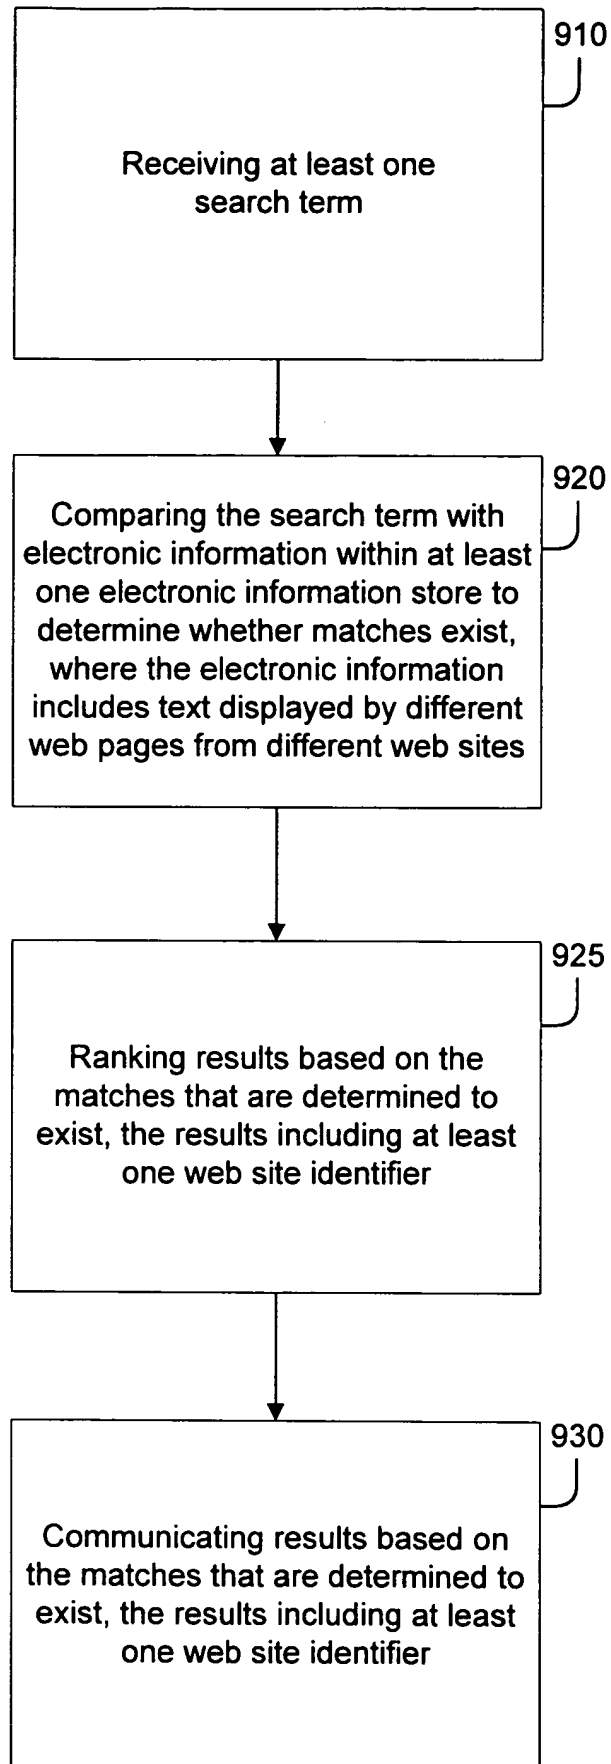 910
Receiving at least one
search term
920
Comparing the search term with
electronic information within at least
one electronic information store to
determine whether matches exist,
where the electronic information
includes text displayed by different
web pages from different web sites
925
Ranking results based on the
matches that are determined to
exist, the results including at least
one web site identifier
930
Communicating results based on
the matches that are determined to
exist, the results including at least
one web site identifier